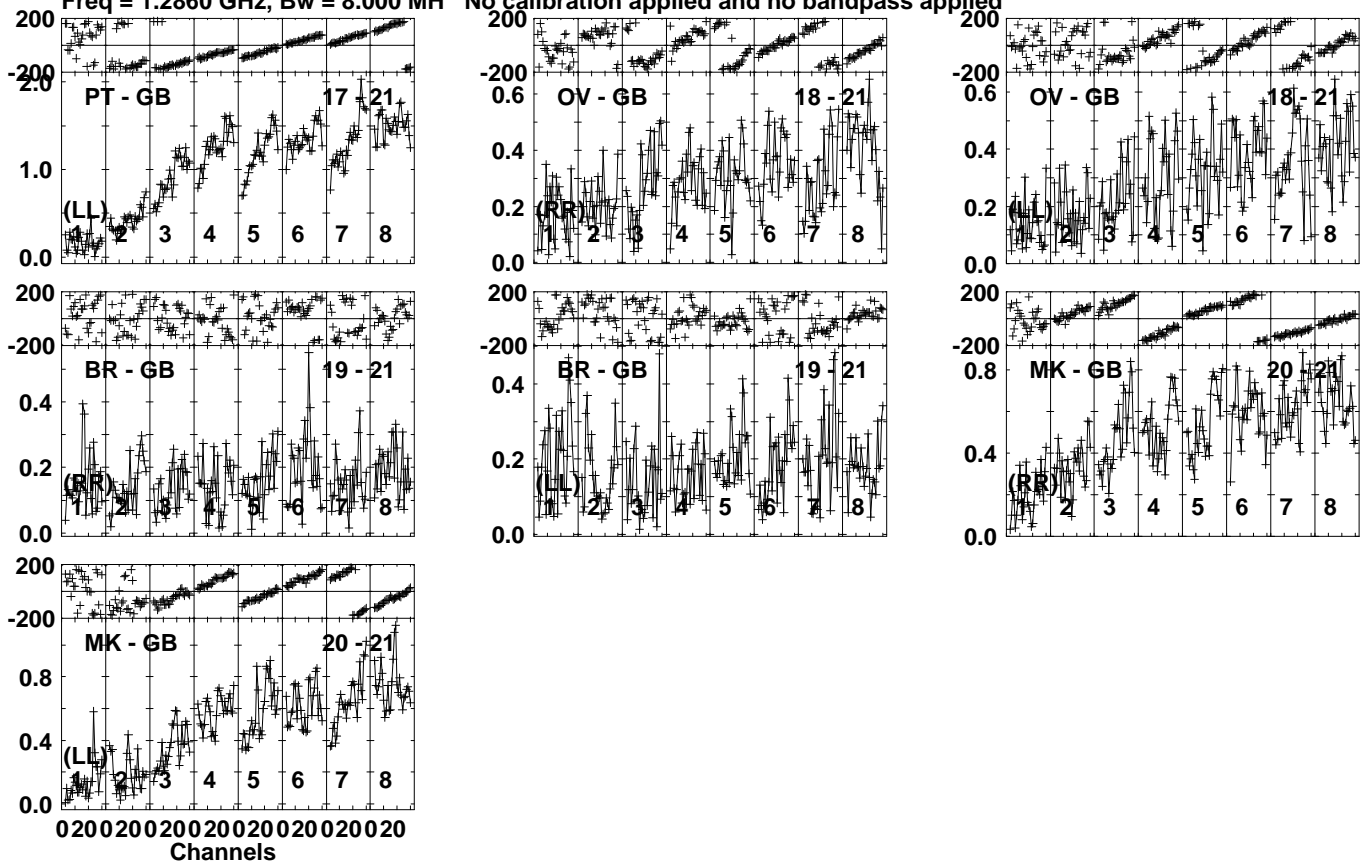 Freq = 1.2860 GHz, Bw = 8.000 MH No calibration applied and no bandpass applied
200
-200
2.0
1.0
0.0
PT - GB 17 - 21
(LL)
1 2 3 4 5 6 7 8
200
-200
0.6
0.4
0.2
0.0
OV - GB 18 - 21
(RR)
1 2 3 4 5 6 7 8
200
-200
0.6
0.4
0.2
0.0
OV - GB 18 - 21
(LL)
1 2 3 4 5 6 7 8
200
-200
0.4
0.2
0.0
BR - GB 19 - 21
(RR)
1 2 3 4 5 6 7 8
200
-200
0.4
0.2
0.0
BR - GB 19 - 21
(LL)
1 2 3 4 5 6 7 8
200
-200
0.8
0.4
0.0
MK - GB 20 - 21
(RR)
1 2 3 4 5 6 7 8
200
-200
0.8
0.4
0.0
MK - GB 20 - 21
(LL)
1 2 3 4 5 6 7 8
0 20 0 20 0 20 0 20 0 20 0 20 0 20 0 20
Channels